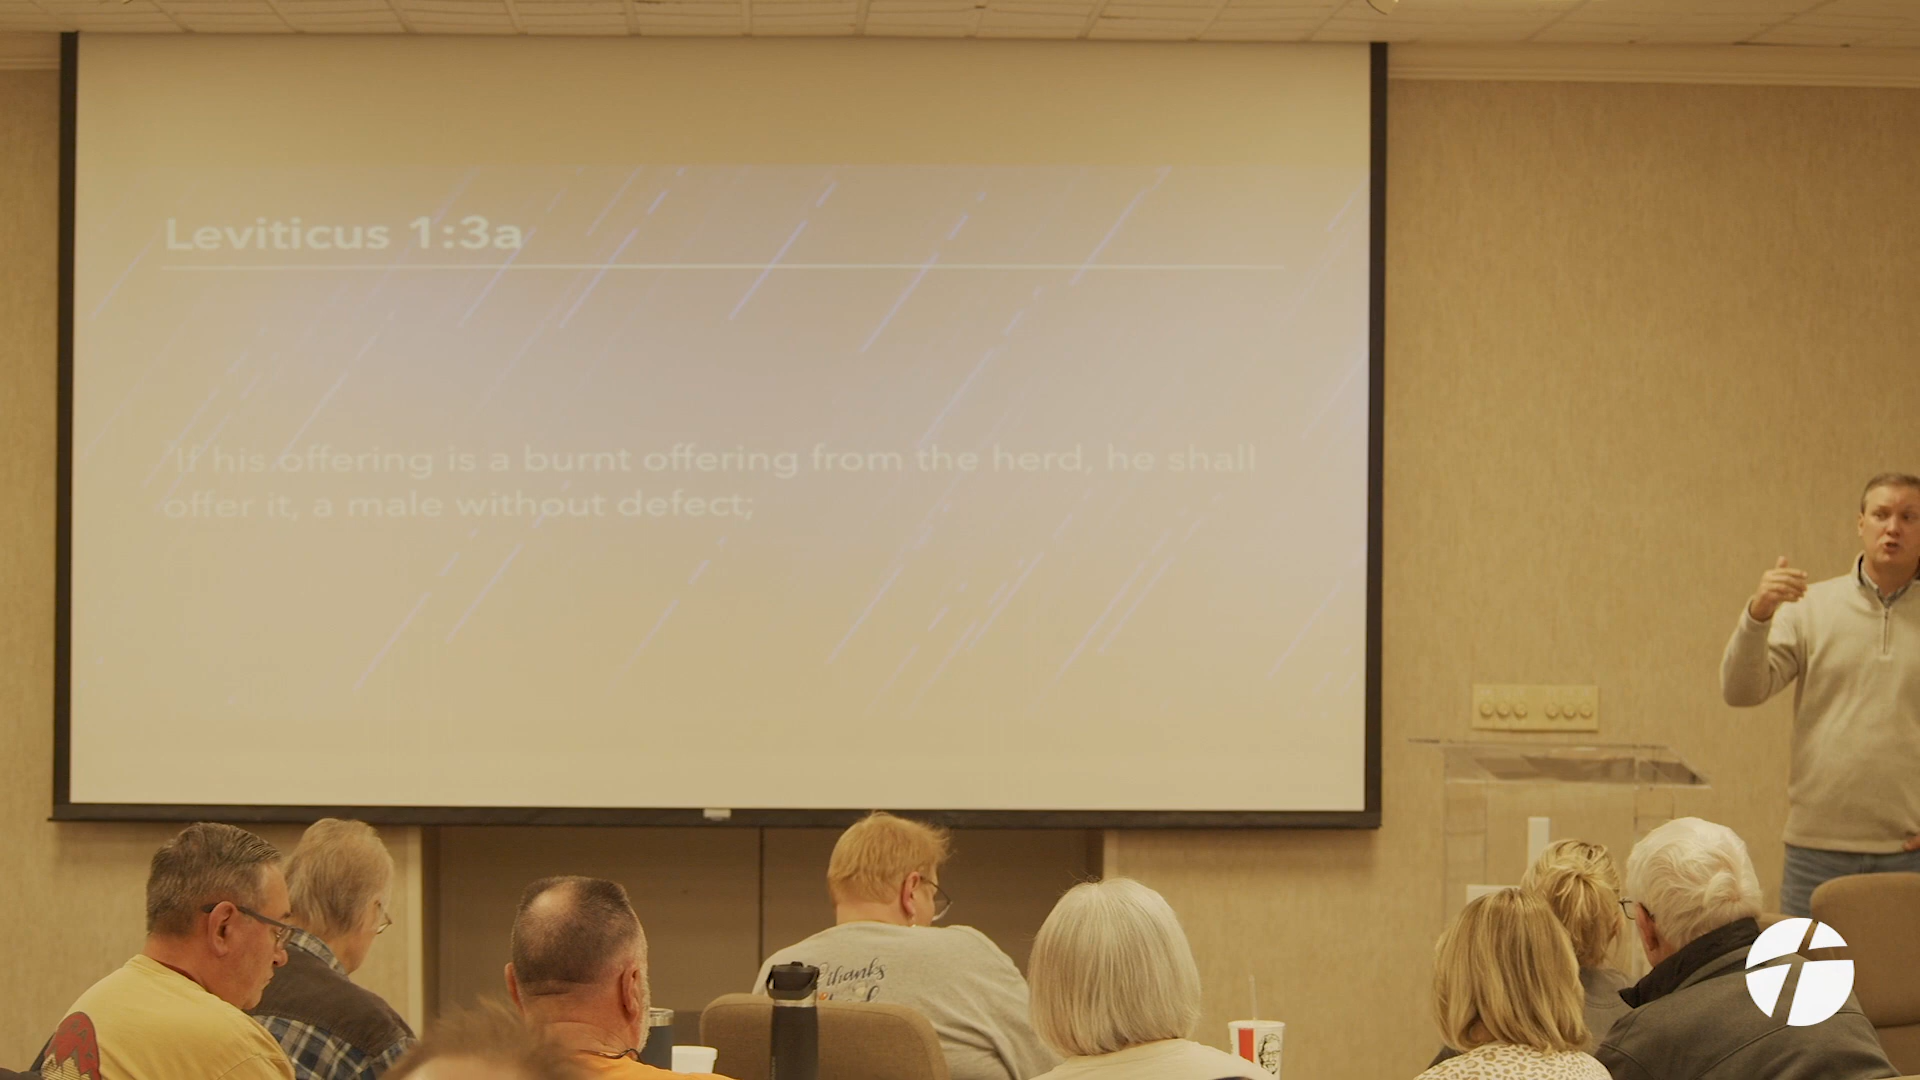 Leviticus 1:3a
'If his offering is a burnt offering from the herd, he shall
offer it, a male without defect;
thanks